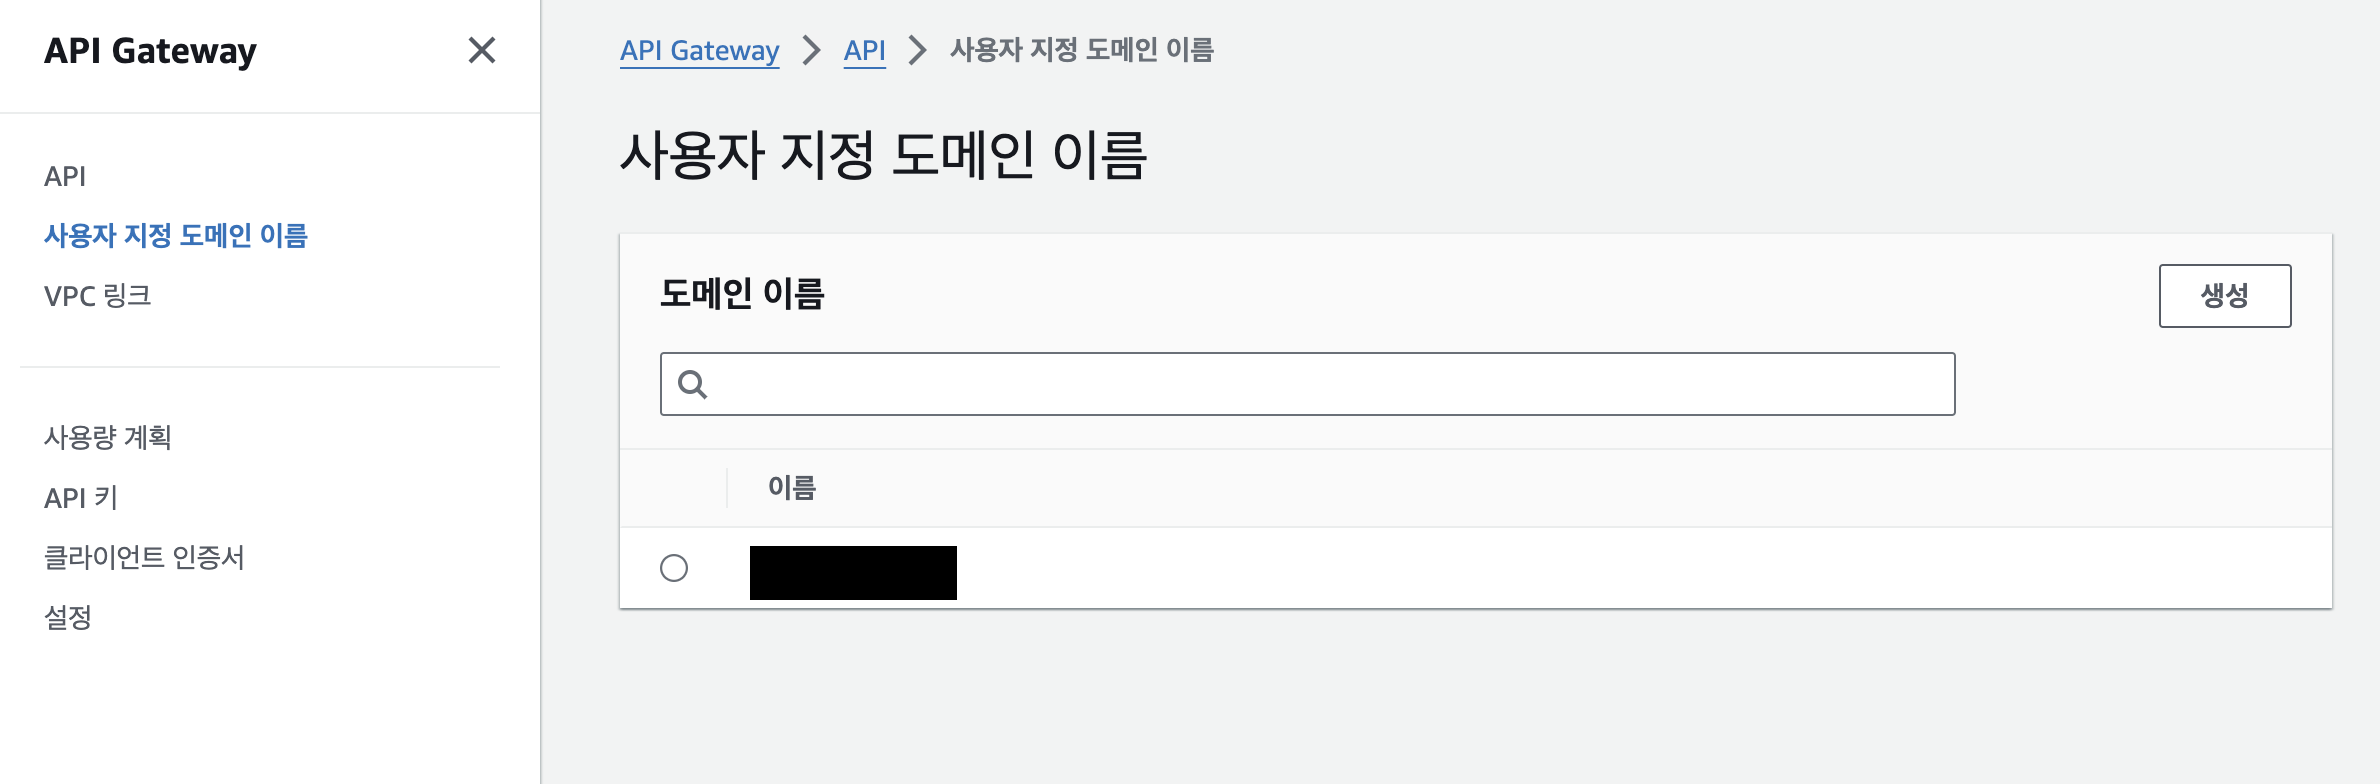 API Gateway
API
사용자 지정 도메인 이름
VPC 링크
사용량 계획
API 키
클라이언트 인증서
설정
API Gateway
API
사용자 지정 도메인 이름
사용자 지정 도메인 이름
도메인 이름
생성
이름